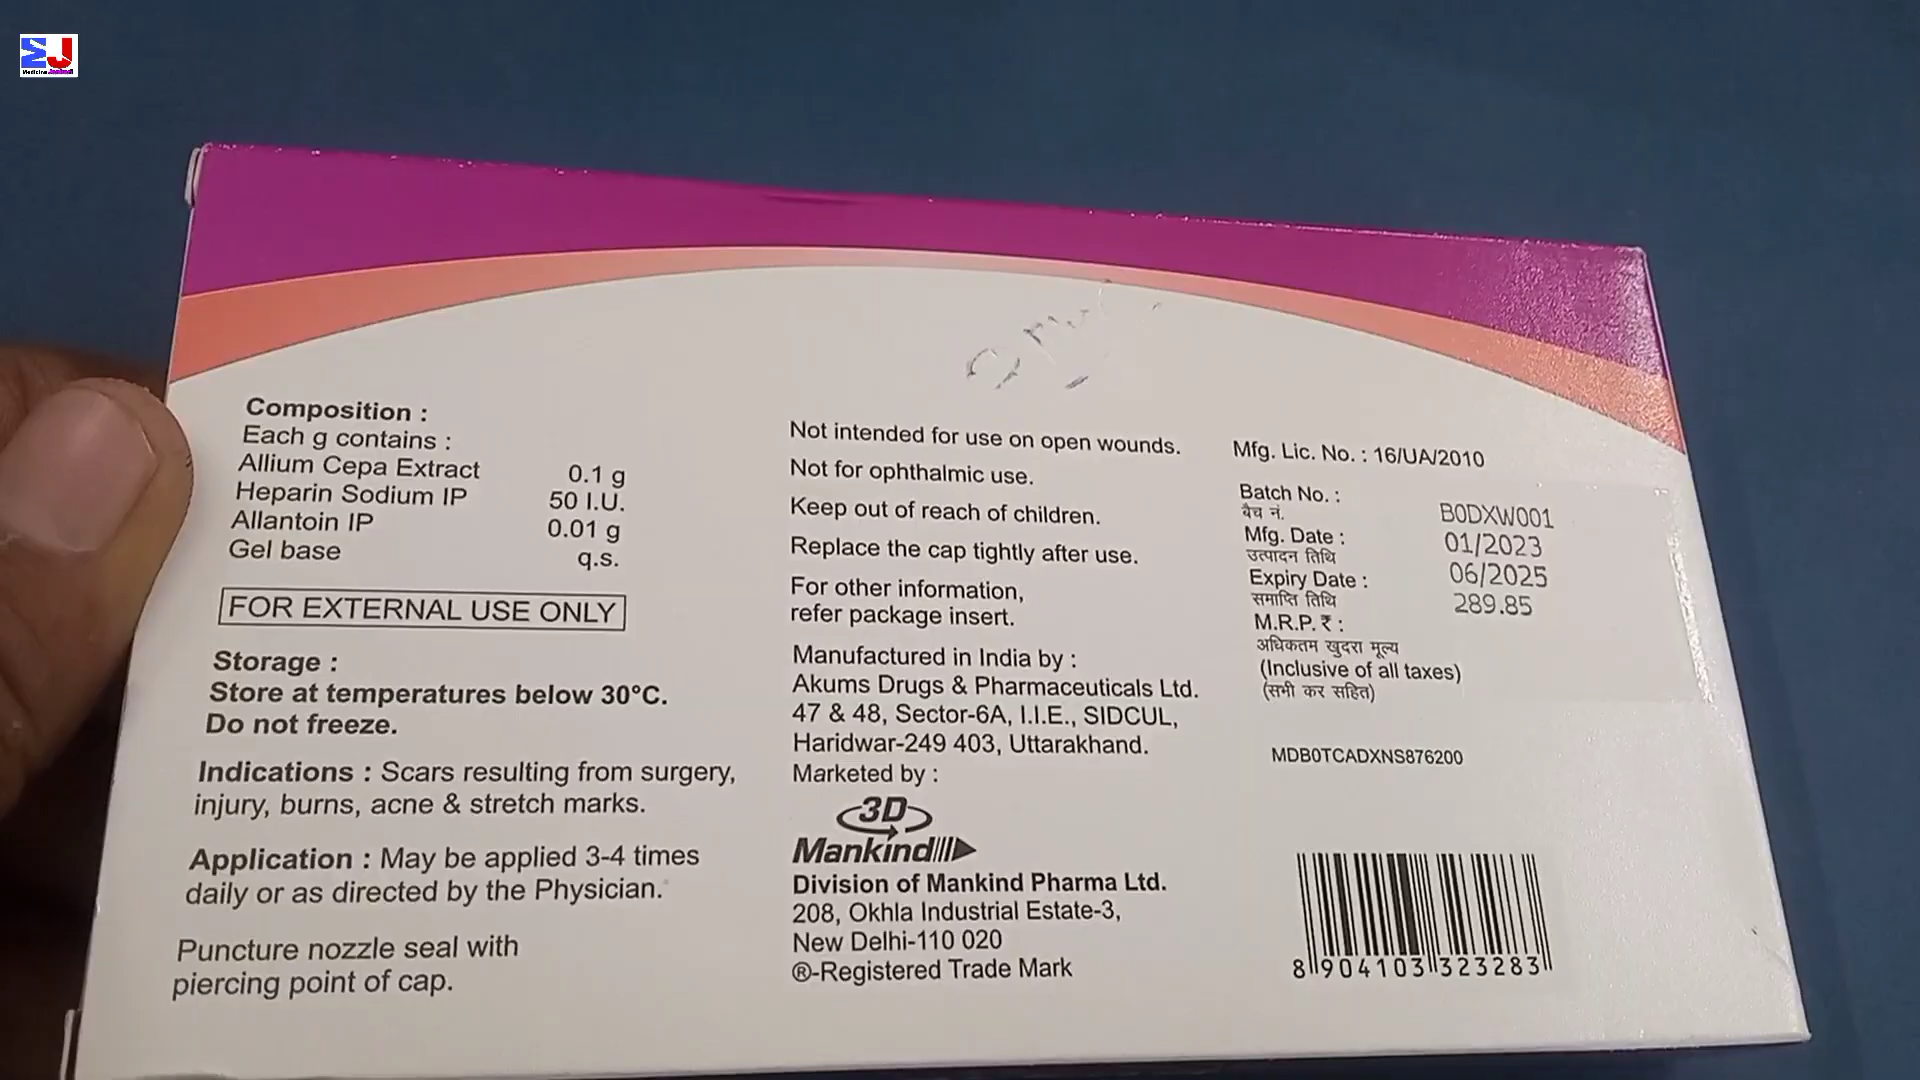 MJ
Medicine Journal
Composition :
Each g contains :
Allium Cepa Extract 0.1 g
Heparin Sodium IP 50 I.U.
Allantoin IP 0.01 g
Gel base q.s.
FOR EXTERNAL USE ONLY
Storage :
Store at temperatures below 30°C.
Do not freeze.
Indications : Scars resulting from surgery,
injury, burns, acne & stretch marks.
Application : May be applied 3-4 times
daily or as directed by the Physician.
Puncture nozzle seal with
piercing point of cap.
Not intended for use on open wounds.
Not for ophthalmic use.
Keep out of reach of children.
Replace the cap tightly after use.
For other information,
refer package insert.
Manufactured in India by :
Akums Drugs & Pharmaceuticals Ltd.
47 & 48, Sector-6A, I.I.E., SIDCUL,
Haridwar-249 403, Uttarakhand.
Marketed by :
3D
Mankind
Division of Mankind Pharma Ltd.
208, Okhla Industrial Estate-3,
New Delhi-110 020
®-Registered Trade Mark
Mfg. Lic. No. : 16/UA/2010
Batch No. : B0DXW001
बैच नं.
Mfg. Date : 01/2023
उत्पादन तिथि
Expiry Date : 06/2025
समाप्ति तिथि
M.R.P. ₹ : 289.85
अधिकतम खुदरा मूल्य
(Inclusive of all taxes)
(सभी कर सहित)
MDB0TCADXNS876200
8 904103 323283